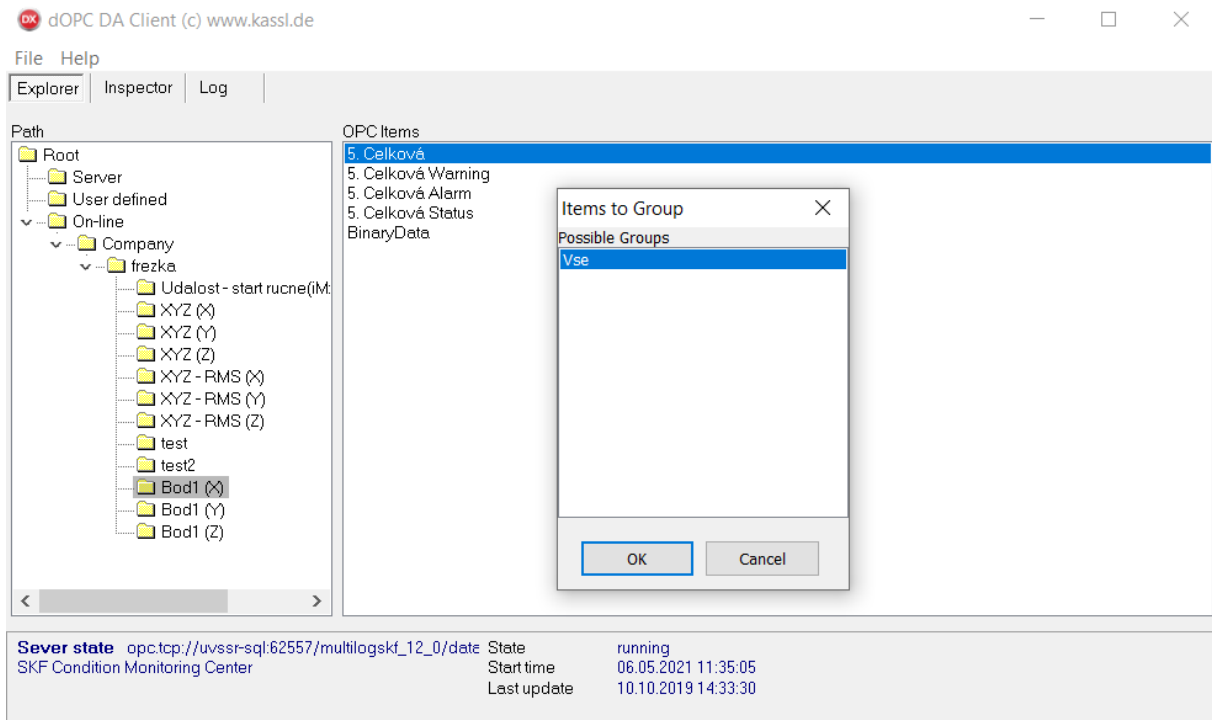 dOPC DA Client (c) www.kassl.de
File Help
Explorer Inspector Log
Path
Root
Server
User defined
On-line
Company
frezka
Udalost - start rucne(iM
XYZ (X)
XYZ (Y)
XYZ (Z)
XYZ - RMS (X)
XYZ - RMS (Y)
XYZ - RMS (Z)
test
test2
Bod1 (X)
Bod1 (Y)
Bod1 (Z)
OPC Items
5. Celková
5. Celková Warning
5. Celková Alarm
5. Celková Status
BinaryData
Items to Group
Possible Groups
Vse
OK Cancel
Sever state opc.tcp://uvssr-sql:62557/multilogskf_12_0/date State running
SKF Condition Monitoring Center Start time 06.05.2021 11:35:05
Last update 10.10.2019 14:33:30